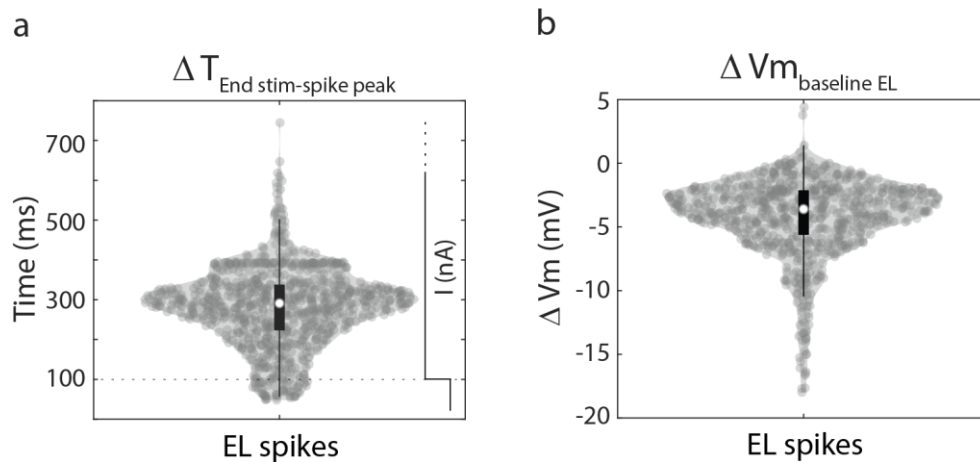 a
Δ T End stim-spike peak
Time (ms)
700
500
300
100
I (nA)
EL spikes
b
Δ Vm baseline EL
Δ Vm (mV)
5
0
-5
-10
-15
-20
EL spikes